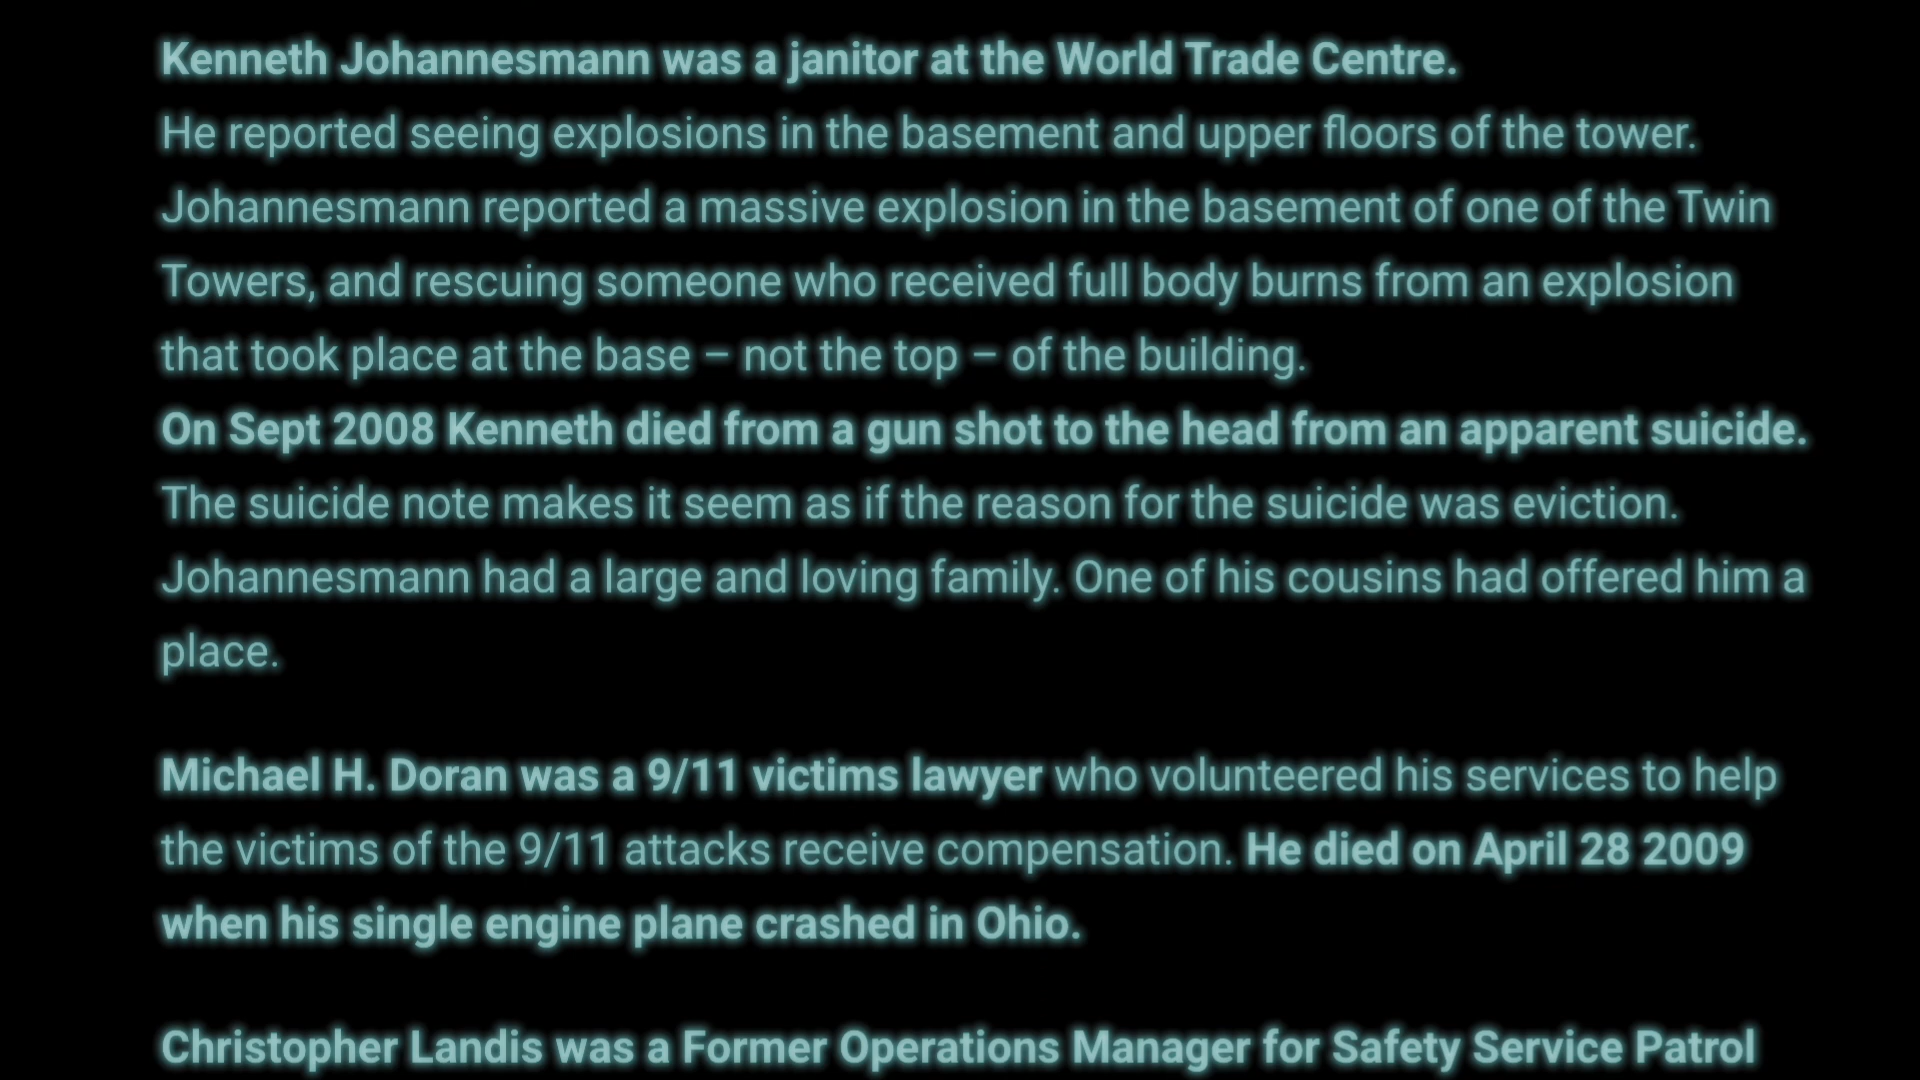 Kenneth Johannesmann was a janitor at the World Trade Centre.
He reported seeing explosions in the basement and upper floors of the tower.
Johannesmann reported a massive explosion in the basement of one of the Twin
Towers, and rescuing someone who received full body burns from an explosion
that took place at the base – not the top – of the building.
On Sept 2008 Kenneth died from a gun shot to the head from an apparent suicide.
The suicide note makes it seem as if the reason for the suicide was eviction.
Johannesmann had a large and loving family. One of his cousins had offered him a
place.
Michael H. Doran was a 9/11 victims lawyer who volunteered his services to help
the victims of the 9/11 attacks receive compensation. He died on April 28 2009
when his single engine plane crashed in Ohio.
Christopher Landis was a Former Operations Manager for Safety Service Patrol